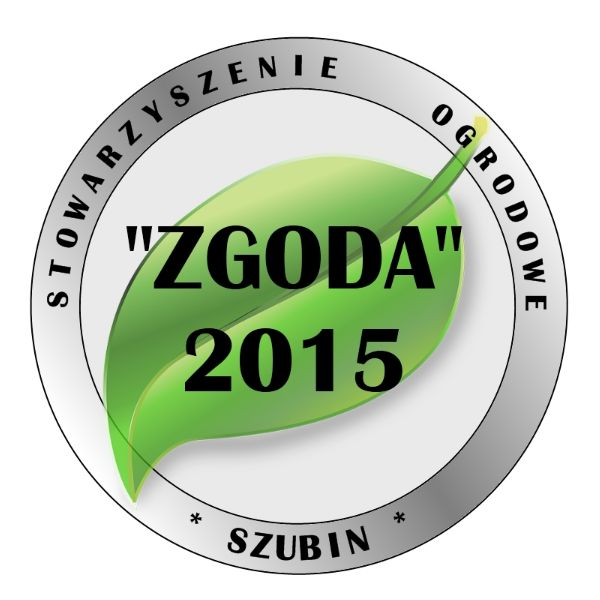 STOWARZYSZENIE OGRODOWE
"ZGODA"
2015
* SZUBIN *